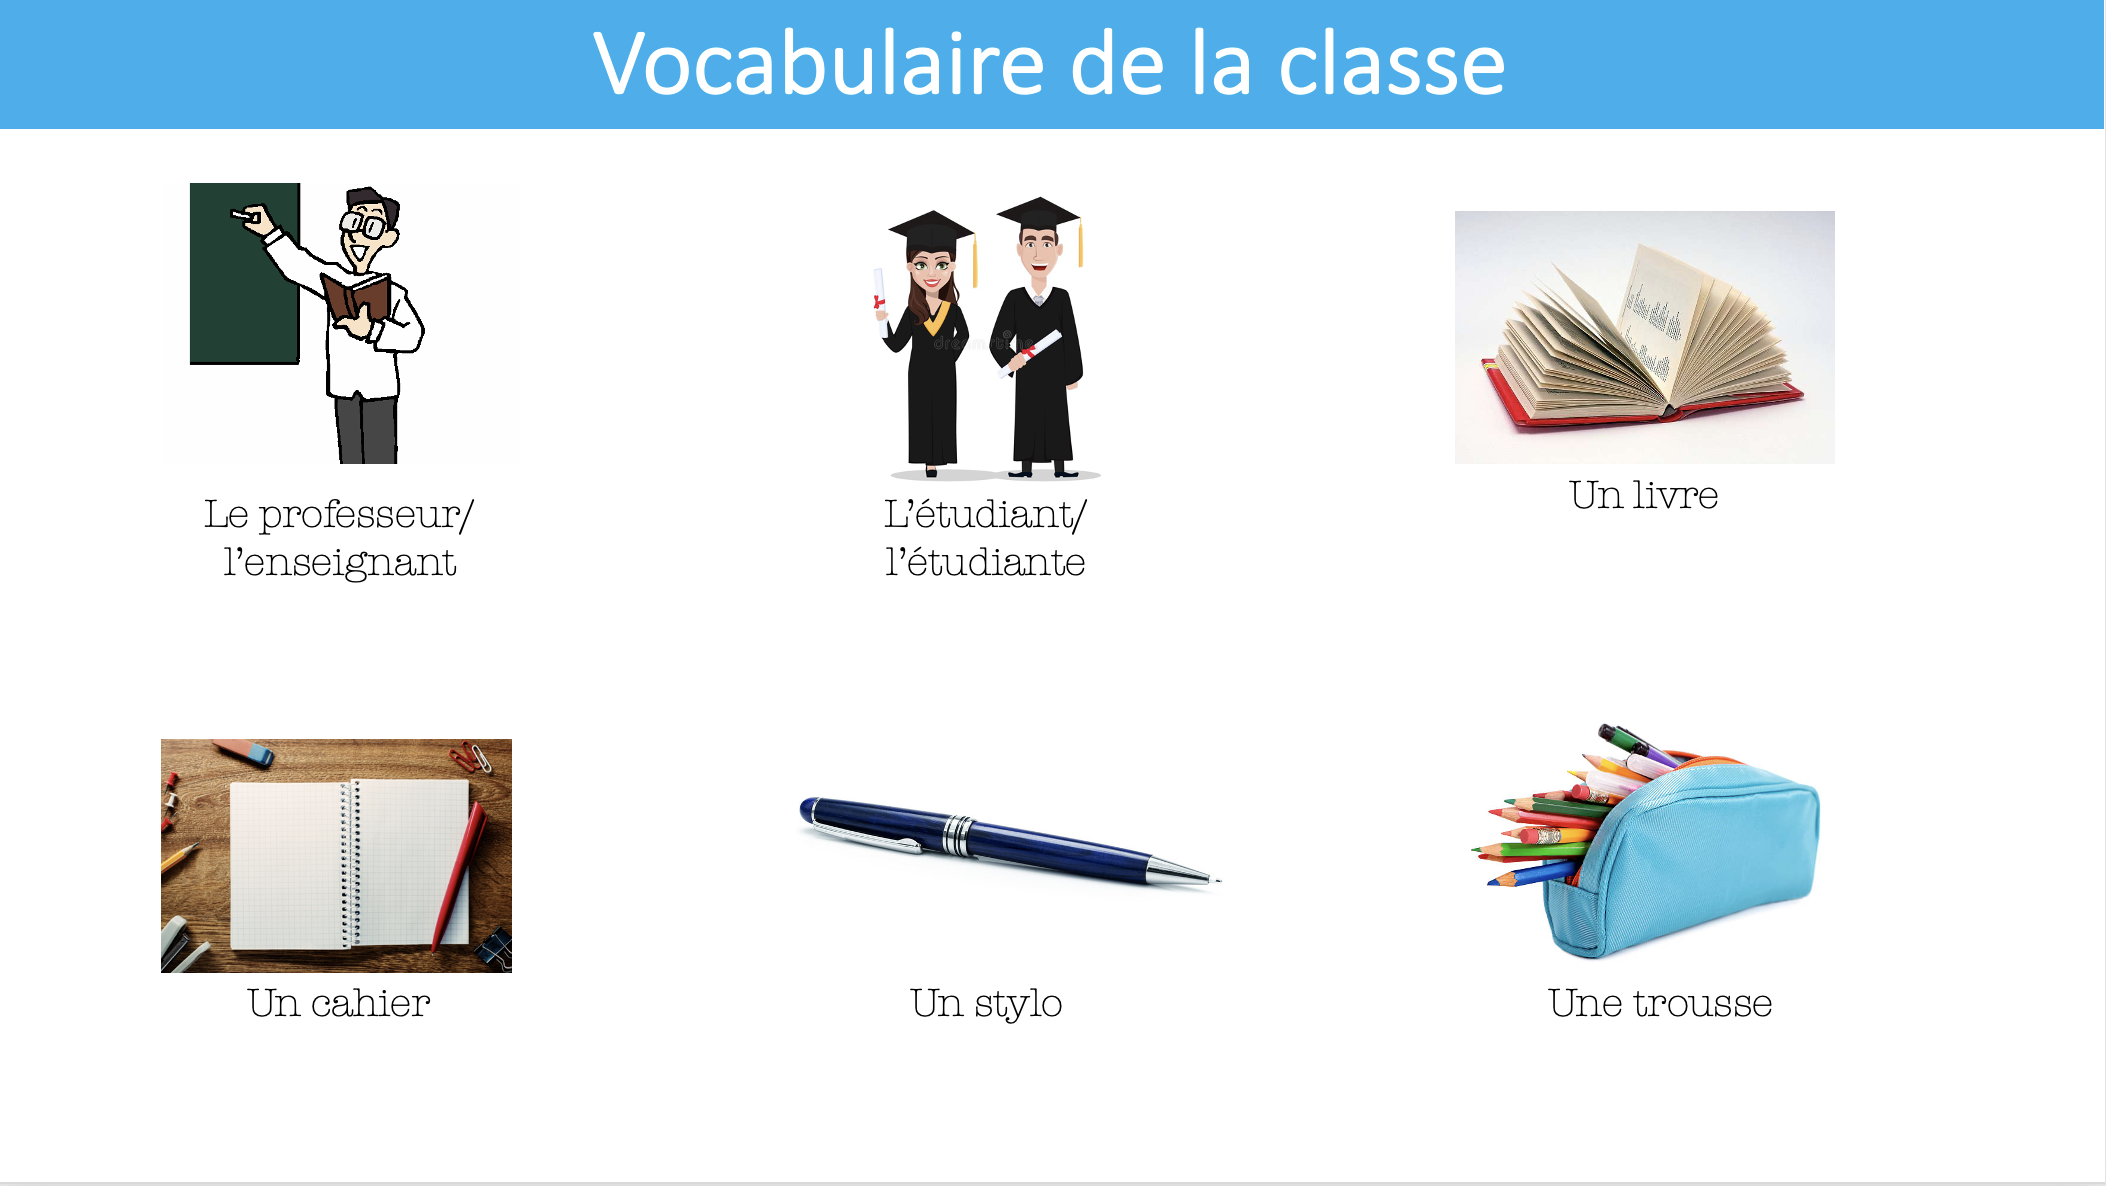 Vocabulaire de la classe
Le professeur/
l'enseignant
L'étudiant/
l'étudiante
Un livre
Un cahier
Un stylo
Une trousse